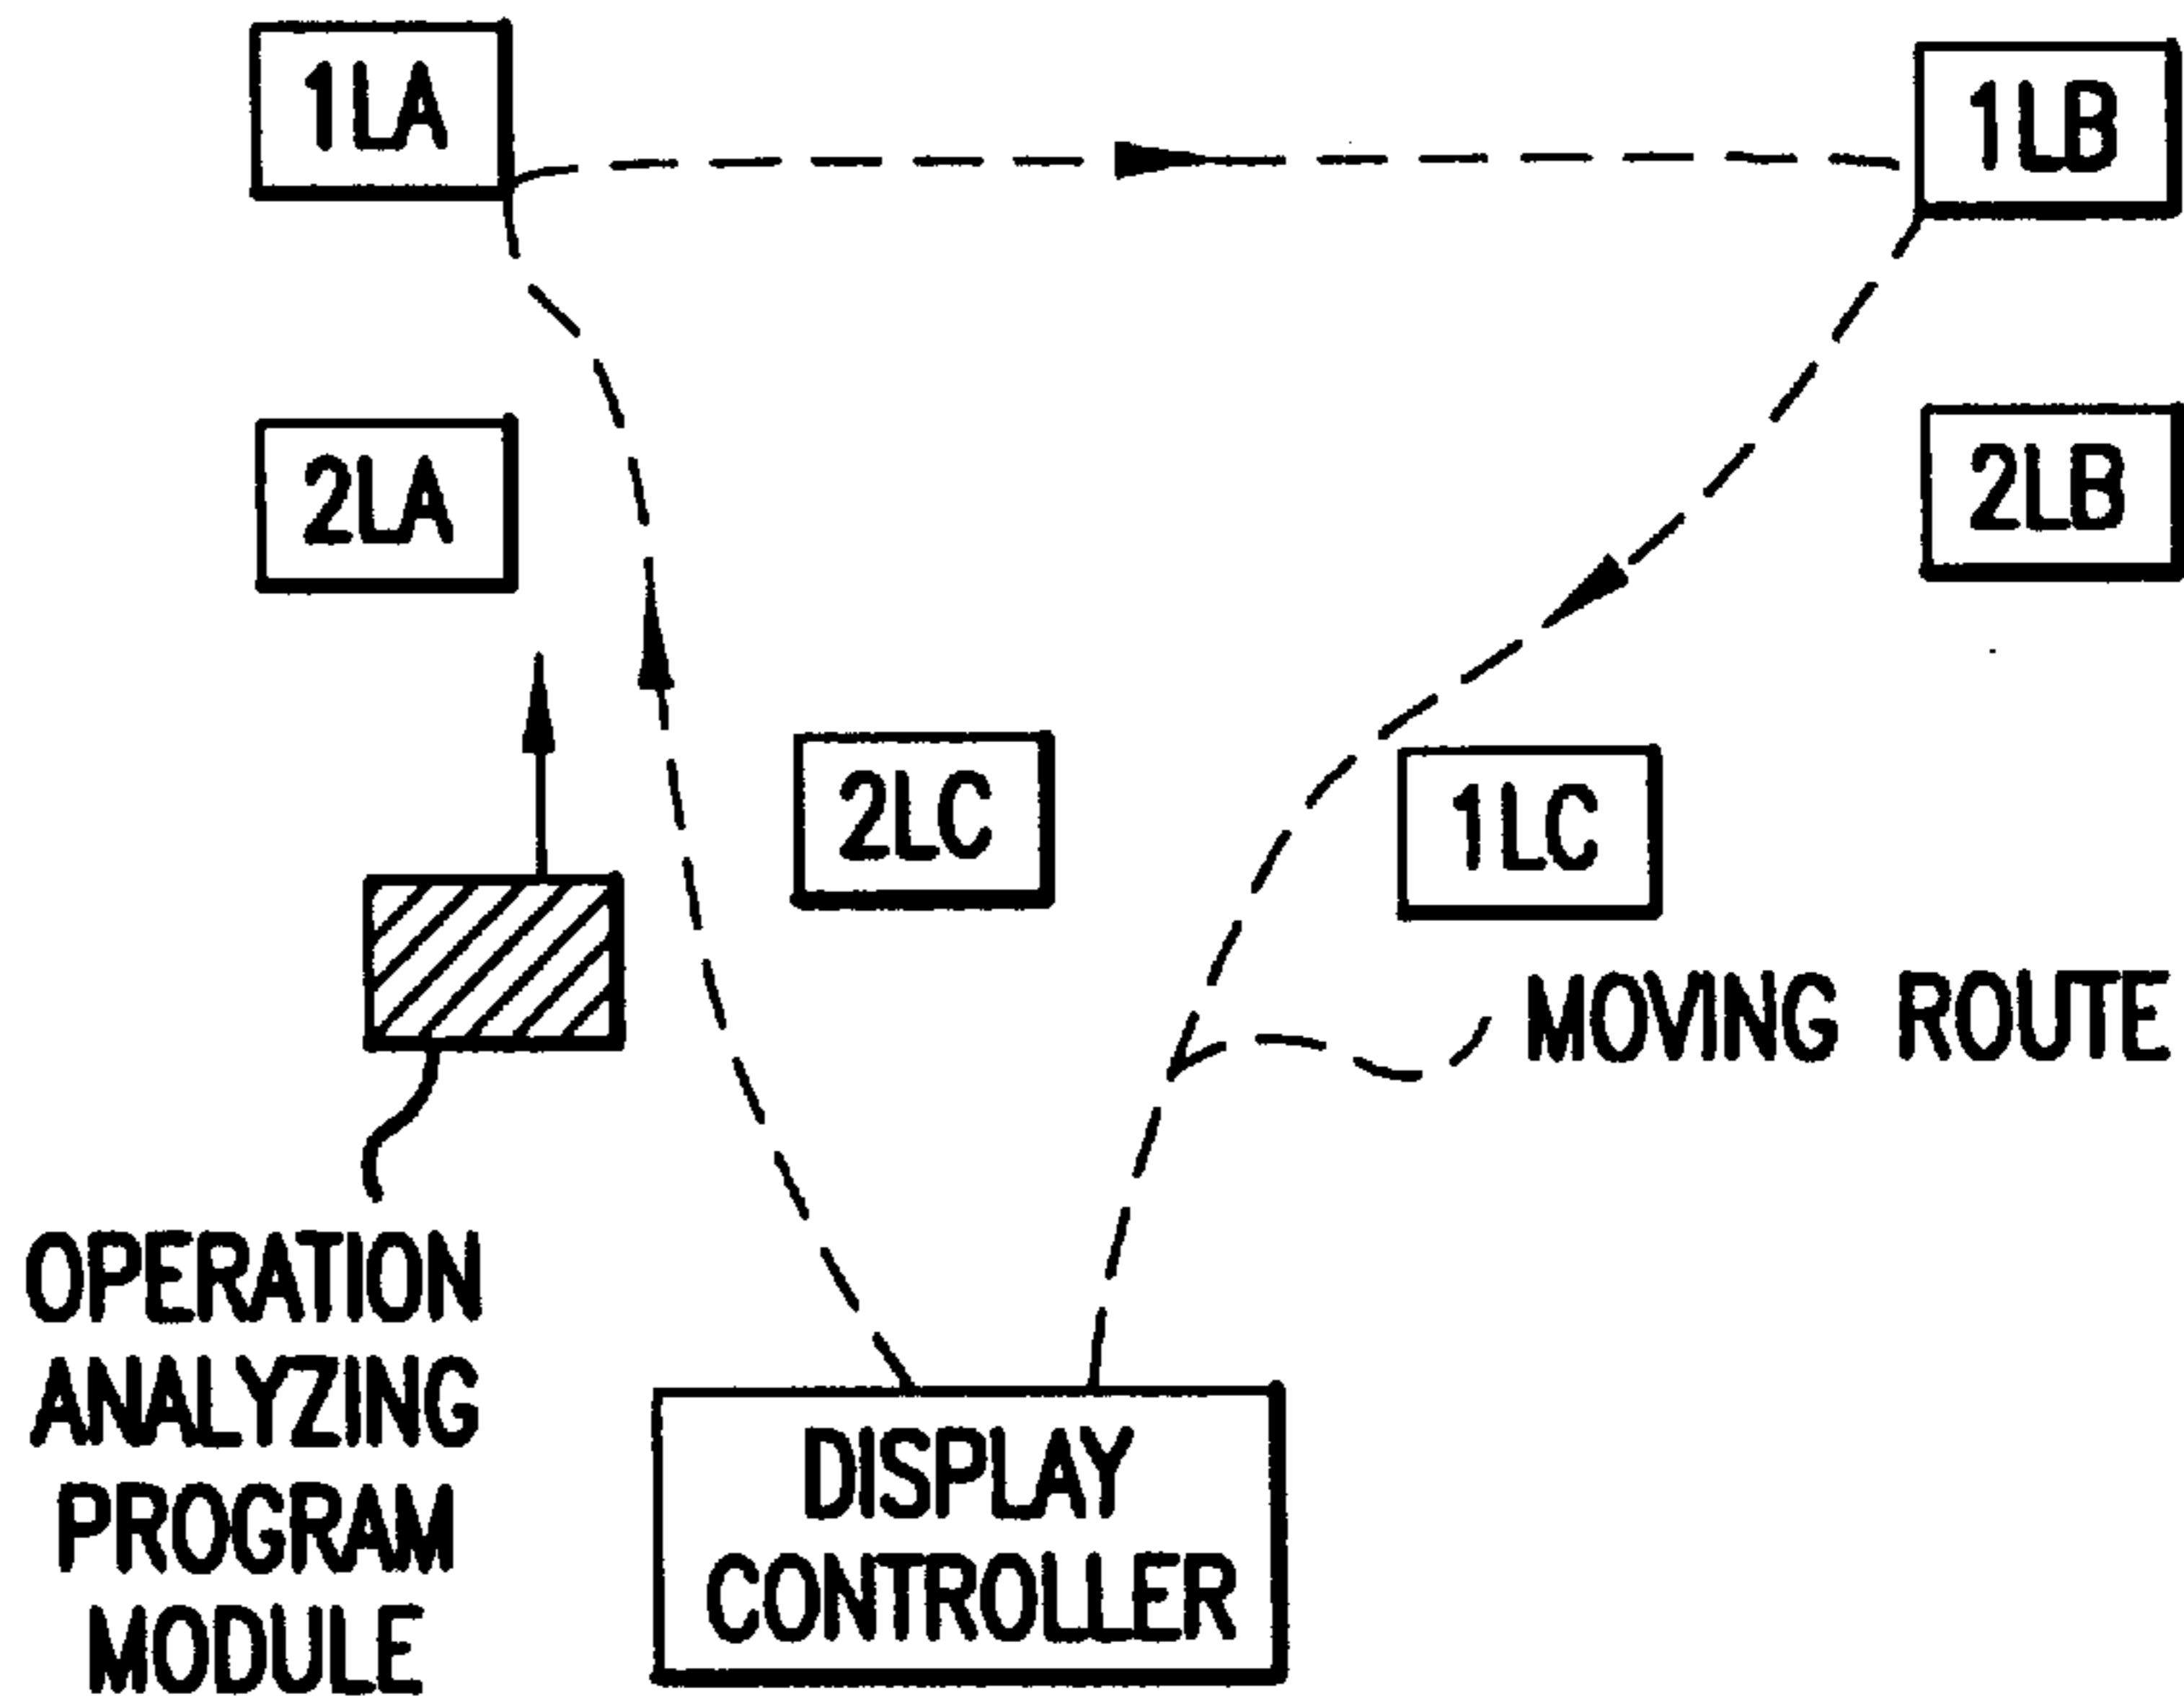 1LA
1LB
2LA
2LB
2LC
1LC
MOVING ROUTE
OPERATION
ANALYZING
PROGRAM
MODULE
DISPLAY
CONTROLLER